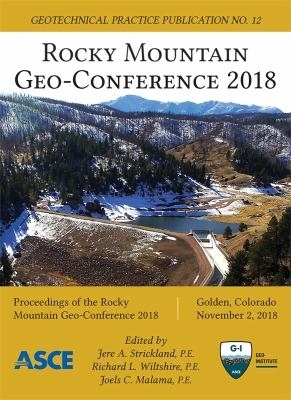 GEOTECHNICAL PRACTICE PUBLICATION NO. 12
ROCKY MOUNTAIN
GEO-CONFERENCE 2018
Proceedings of the Rocky
Mountain Geo-Conference 2018
Golden, Colorado
November 2, 2018
Edited by
Jere A. Strickland, P.E.
Richard L. Wiltshire, P.E.
Joels C. Malama, P.E.
ASCE
G-I
ASCE
GEO-
INSTITUTE